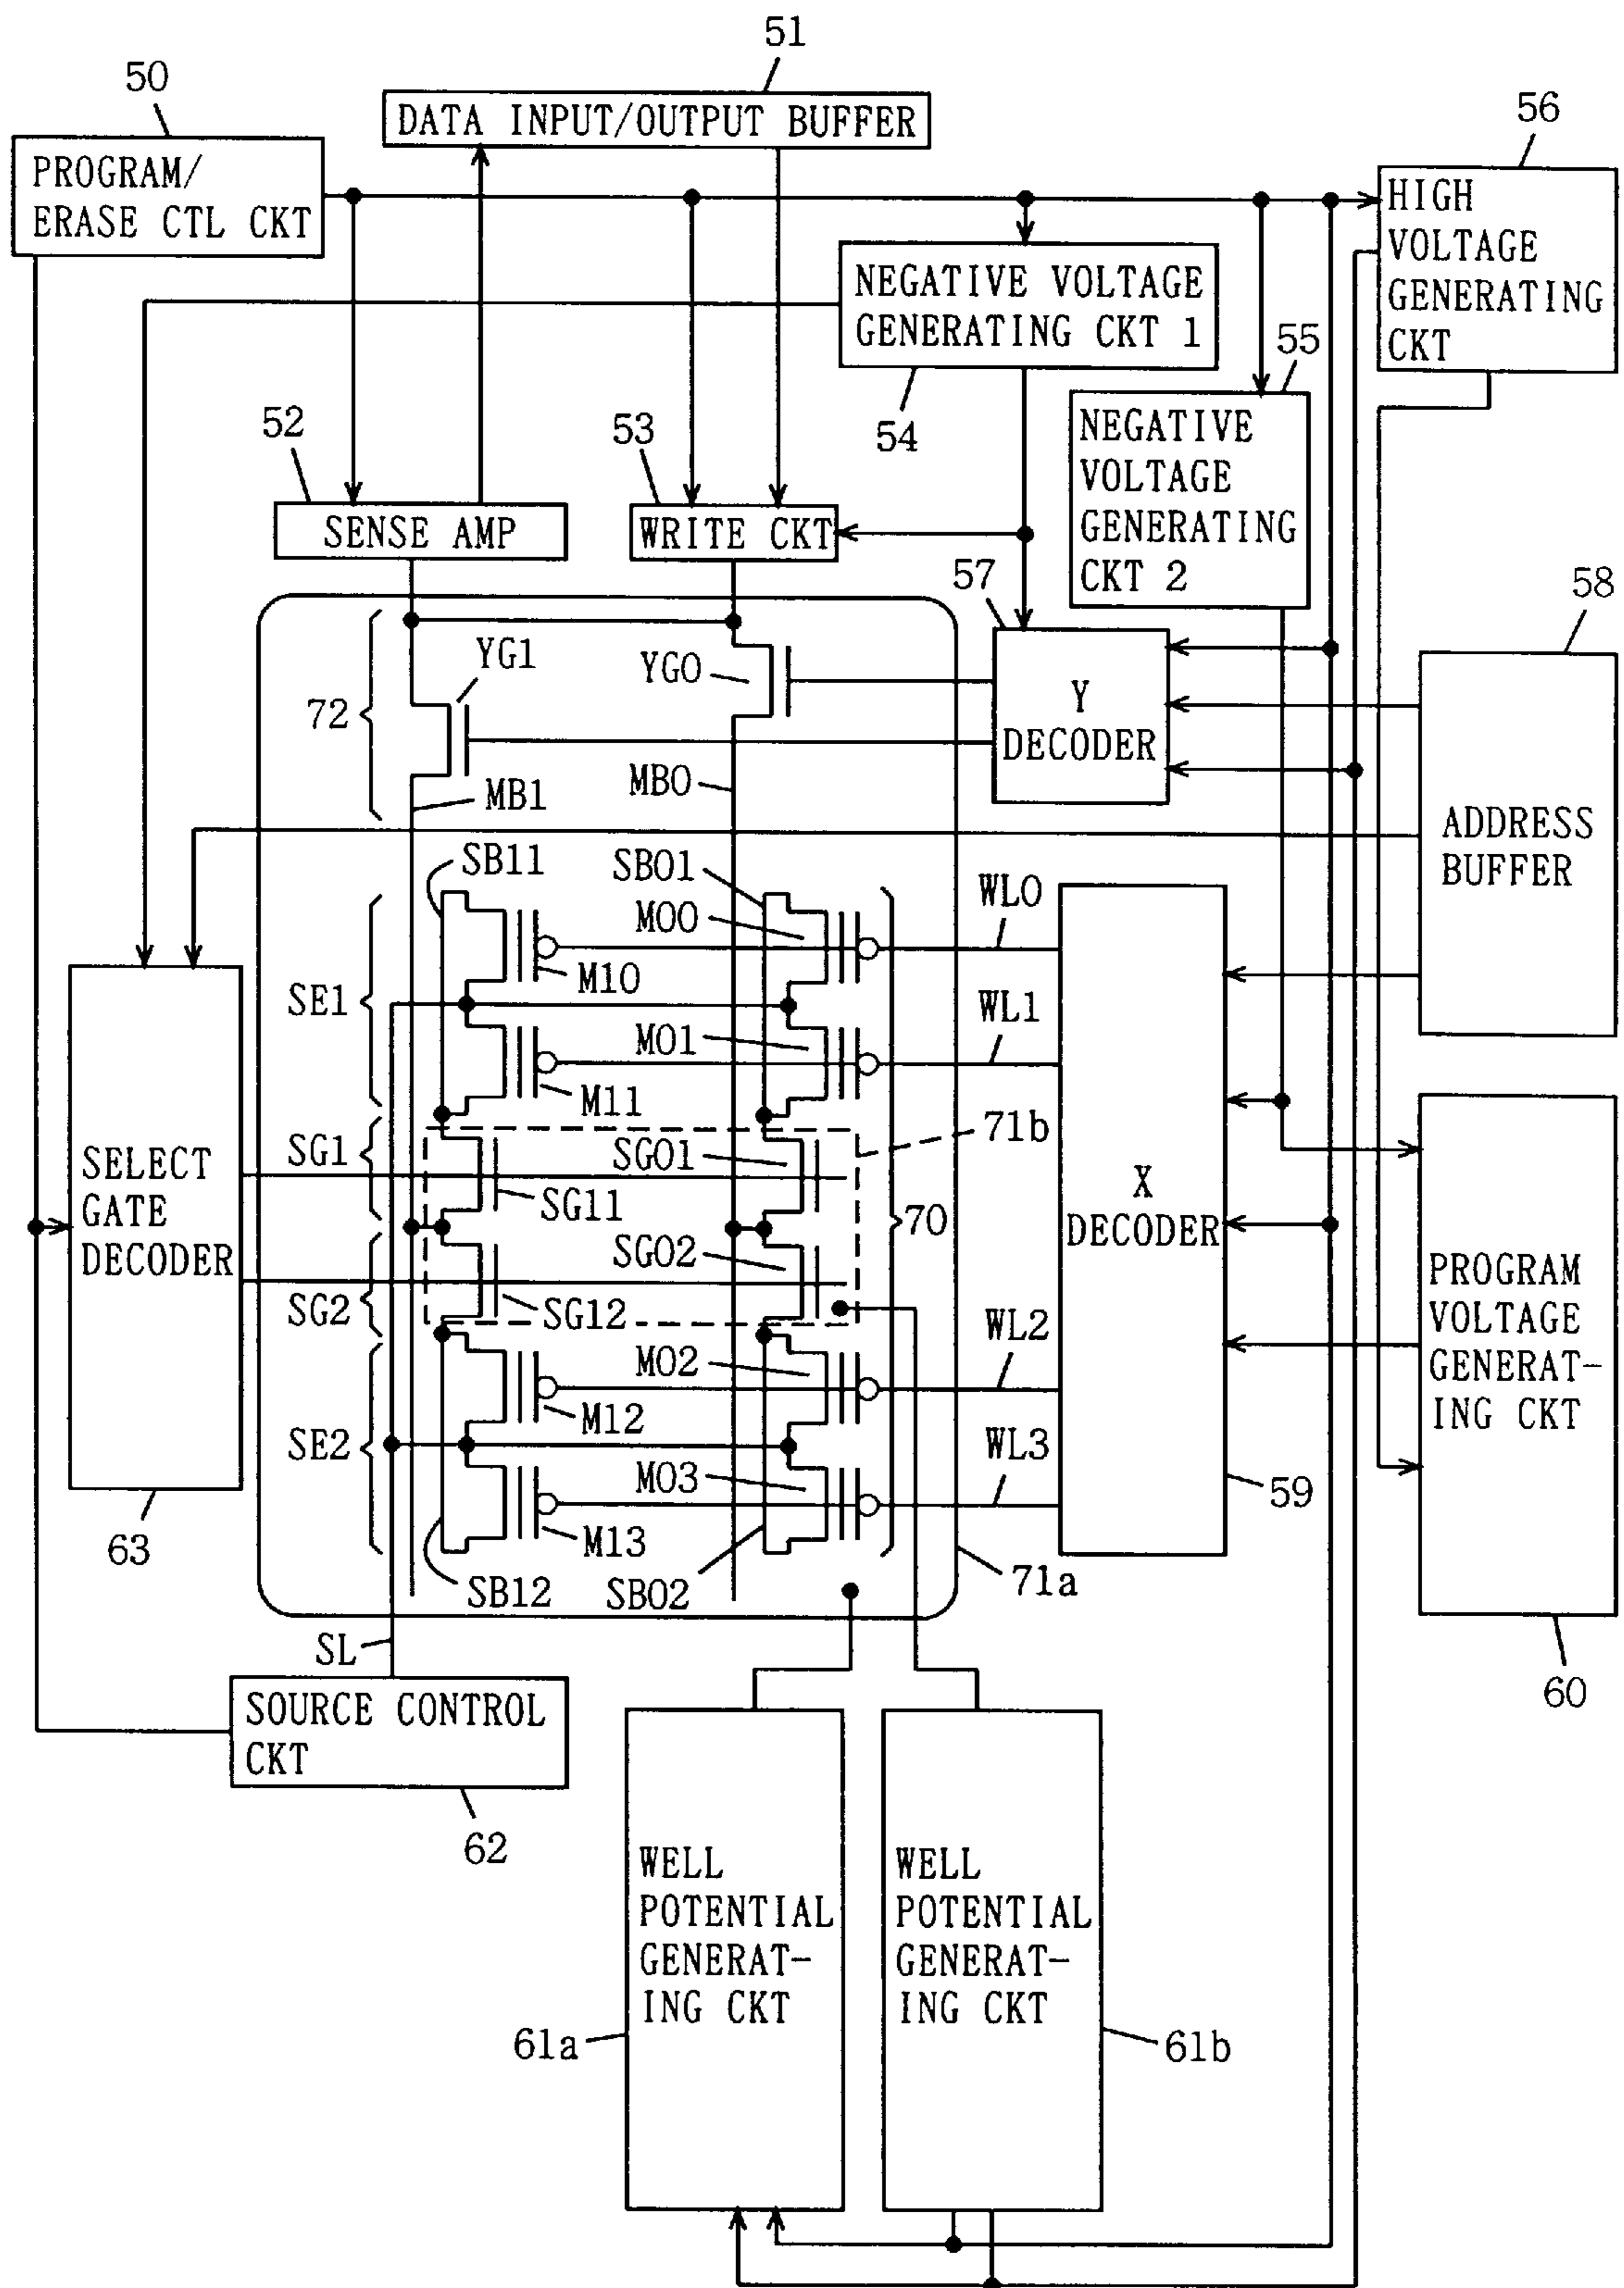 51
50
DATA INPUT/OUTPUT BUFFER
56
PROGRAM/
ERASE CTL CKT
HIGH
VOLTAGE
GENERATING
CKT
NEGATIVE VOLTAGE
GENERATING CKT 1
55
54
52
53
NEGATIVE
VOLTAGE
GENERATING
CKT 2
SENSE AMP
WRITE CKT
57
58
YG1
YG0
72
Y
DECODER
MB1
MB0
ADDRESS
BUFFER
SB11
SB01
WL0
M00
M10
SE1
WL1
M01
M11
71b
SG1
SG01
SELECT
GATE
DECODER
SG11
70
X
DECODER
SG02
SG2
SG12
PROGRAM
VOLTAGE
GENERAT-
ING CKT
WL2
M02
M12
SE2
WL3
M03
59
M13
63
SB12
SB02
71a
SL
60
SOURCE CONTROL
CKT
62
WELL
POTENTIAL
GENERAT-
ING CKT
WELL
POTENTIAL
GENERAT-
ING CKT
61a
61b